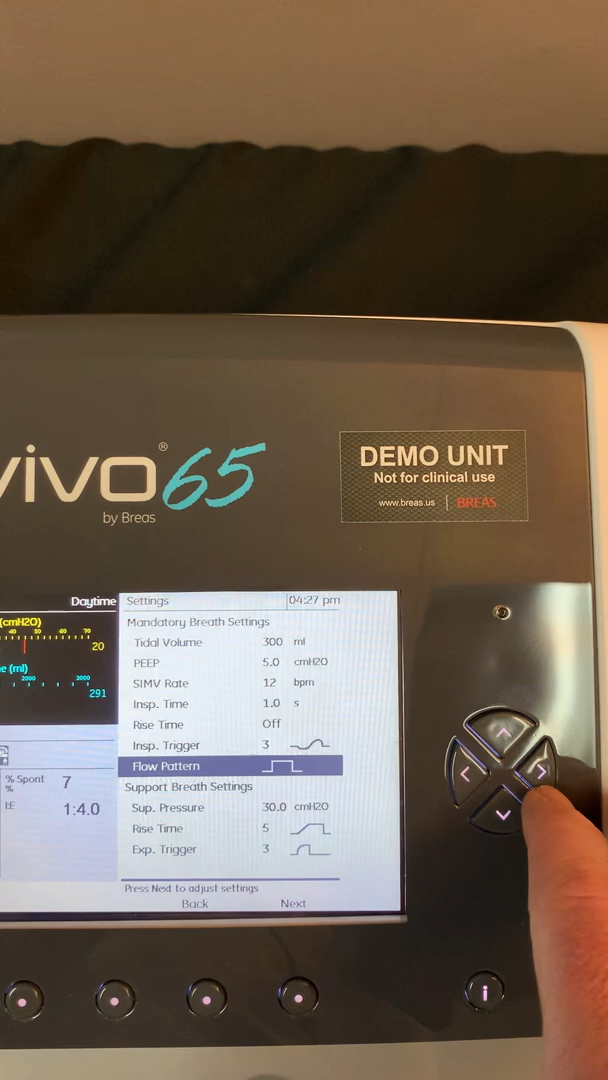 vivo® 65
by Breas
DEMO UNIT
Not for clinical use
www.breas.us | BREAS
Daytime
(cmH2O)
40 50 60 70
20
e (ml)
2000 3000
291
% Spont 7
%
I:E 1:4.0
Settings 04:27 pm
Mandatory Breath Settings
Tidal Volume 300 ml
PEEP 5.0 cmH2O
SIMV Rate 12 bpm
Insp. Time 1.0 s
Rise Time Off
Insp. Trigger 3
Flow Pattern
Support Breath Settings
Sup. Pressure 30.0 cmH2O
Rise Time 5
Exp. Trigger 3
Press Next to adjust settings
Back Next
i